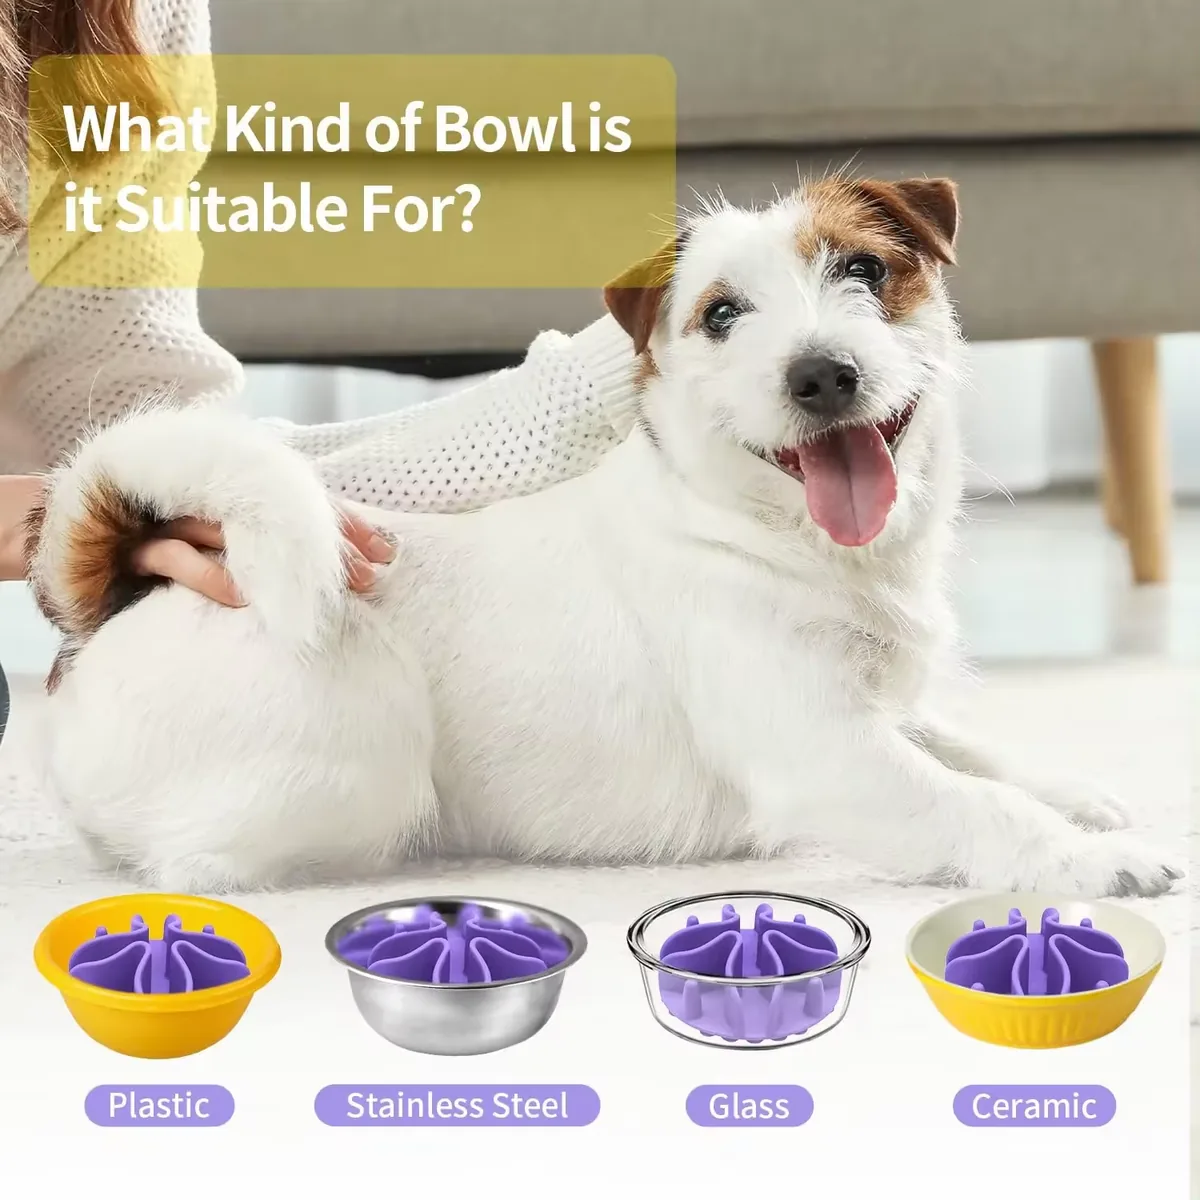 What Kind of Bowl is
it Suitable For?
Plastic
Stainless Steel
Glass
Ceramic